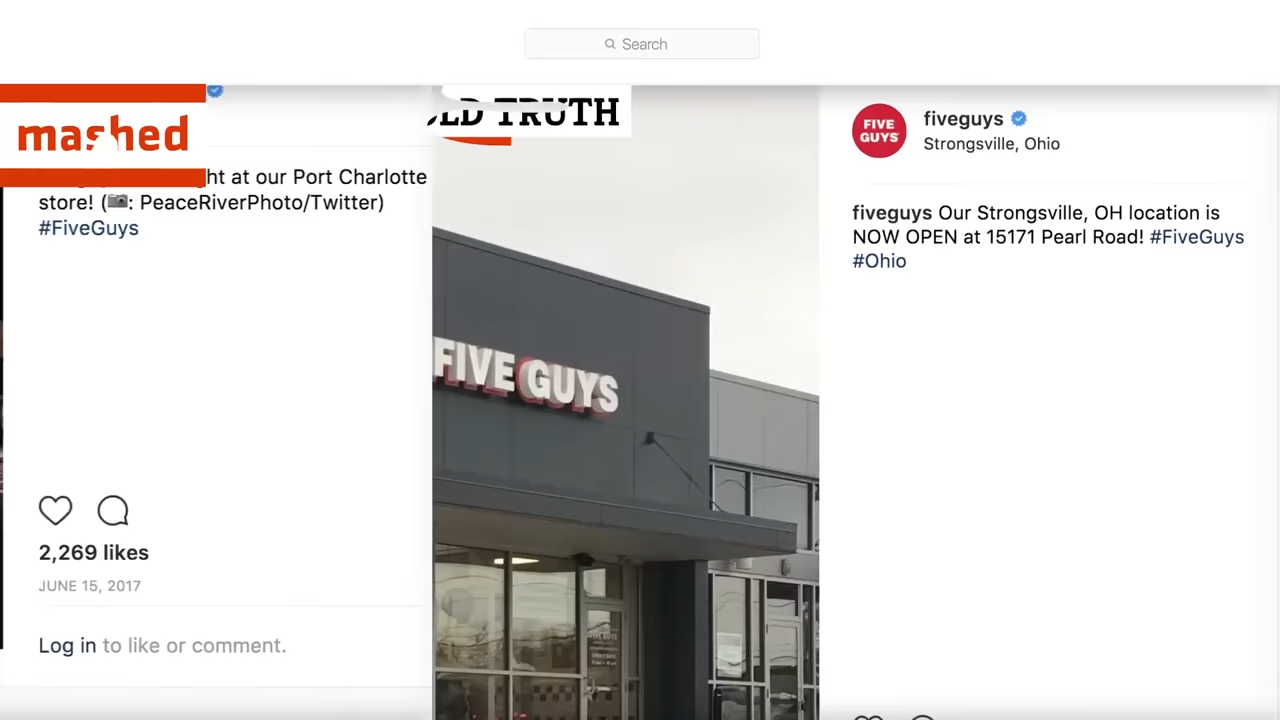 Search
mashed
TRUTH
ht at our Port Charlotte
store! (📷: PeaceRiverPhoto/Twitter)
#FiveGuys
2,269 likes
JUNE 15, 2017
Log in to like or comment.
FIVE GUYS
FIVE
GUYS
fiveguys
Strongsville, Ohio
fiveguys Our Strongsville, OH location is
NOW OPEN at 15171 Pearl Road! #FiveGuys
#Ohio